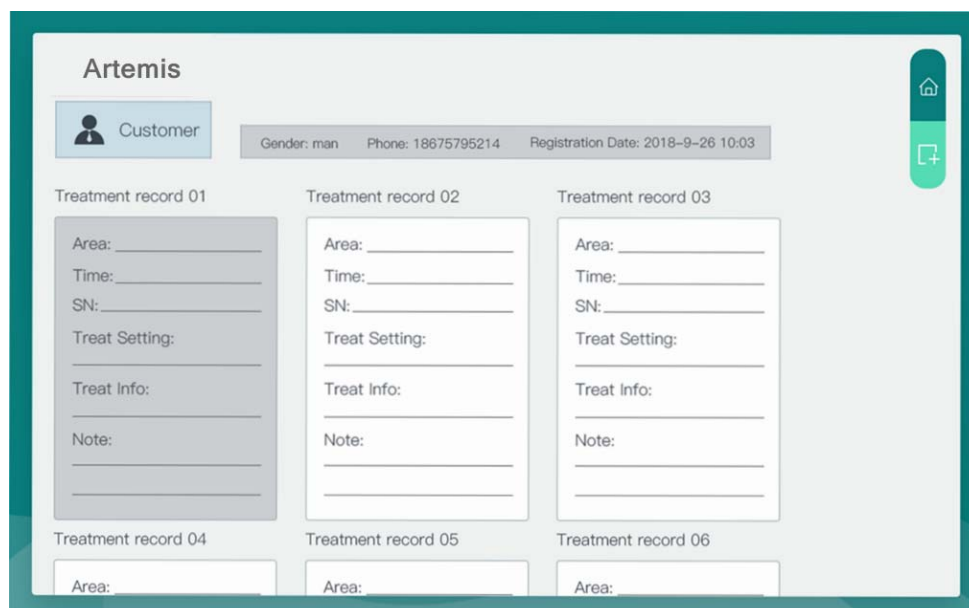 Artemis
Customer
Gender: man Phone: 18675795214 Registration Date: 2018-9-26 10:03
Treatment record 01
Area:
Time:
SN:
Treat Setting:
Treat Info:
Note:
Treatment record 02
Area:
Time:
SN:
Treat Setting:
Treat Info:
Note:
Treatment record 03
Area:
Time:
SN:
Treat Setting:
Treat Info:
Note:
Treatment record 04
Area:
Treatment record 05
Area:
Treatment record 06
Area: